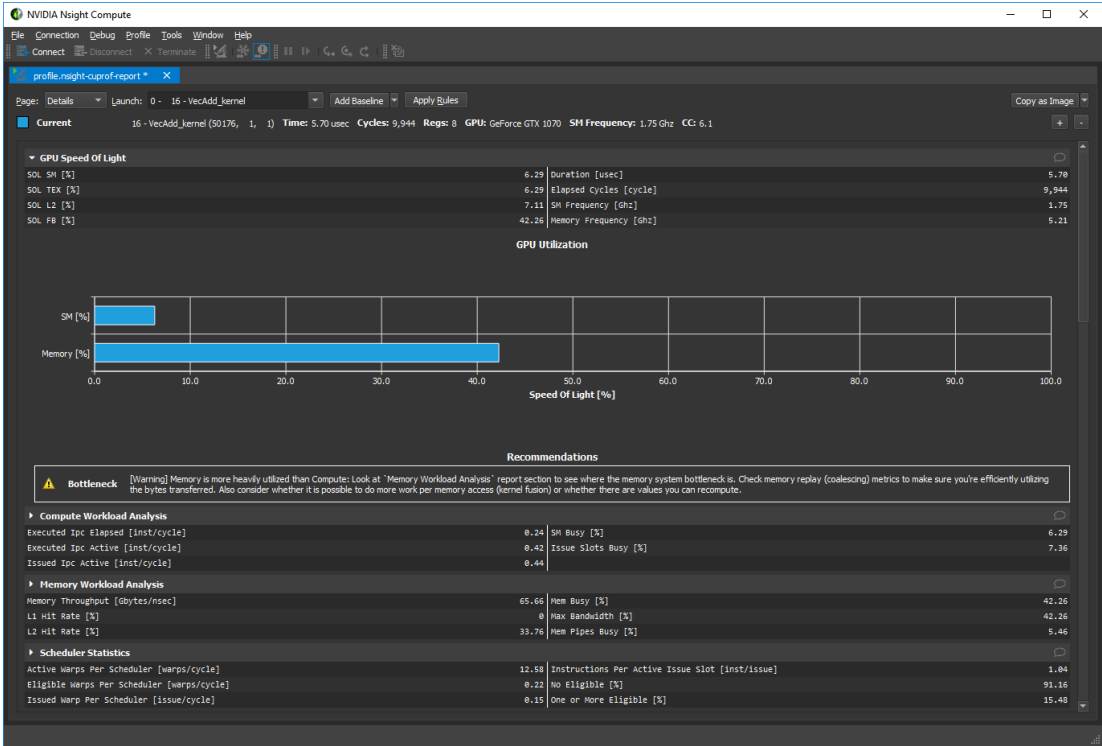 NVIDIA Nsight Compute
File Connection Debug Profile Tools Window Help
Connect Disconnect Terminate
profile.nsight-cuprof-report *
Page: Details Launch: 0 - 16 - VecAdd_kernel Add Baseline Apply Rules Copy as Image
Current 16 - VecAdd_kernel (50176, 1, 1) Time: 5.70 usec Cycles: 9,944 Regs: 8 GPU: GeForce GTX 1070 SM Frequency: 1.75 Ghz CC: 6.1 + -
GPU Speed Of Light
SOL SM [%] 6.29 Duration [usec] 5.70
SOL TEX [%] 6.29 Elapsed Cycles [cycle] 9,944
SOL L2 [%] 7.11 SM Frequency [Ghz] 1.75
SOL FB [%] 42.26 Memory Frequency [Ghz] 5.21
GPU Utilization
SM [%]
Memory [%]
0.0 10.0 20.0 30.0 40.0 50.0 60.0 70.0 80.0 90.0 100.0
Speed Of Light [%]
Recommendations
Bottleneck [Warning] Memory is more heavily utilized than Compute: Look at `Memory Workload Analysis` report section to see where the memory system bottleneck is. Check memory replay (coalescing) metrics to make sure you're efficiently utilizing
the bytes transferred. Also consider whether it is possible to do more work per memory access (kernel fusion) or whether there are values you can recompute.
Compute Workload Analysis
Executed Ipc Elapsed [inst/cycle] 0.24 SM Busy [%] 6.29
Executed Ipc Active [inst/cycle] 0.42 Issue Slots Busy [%] 7.36
Issued Ipc Active [inst/cycle] 0.44
Memory Workload Analysis
Memory Throughput [Gbytes/nsec] 65.66 Mem Busy [%] 42.26
L1 Hit Rate [%] 0 Max Bandwidth [%] 42.26
L2 Hit Rate [%] 33.76 Mem Pipes Busy [%] 5.46
Scheduler Statistics
Active Warps Per Scheduler [warps/cycle] 12.58 Instructions Per Active Issue Slot [inst/issue] 1.04
Eligible Warps Per Scheduler [warps/cycle] 0.22 No Eligible [%] 91.16
Issued Warp Per Scheduler [issue/cycle] 0.15 One or More Eligible [%] 15.48